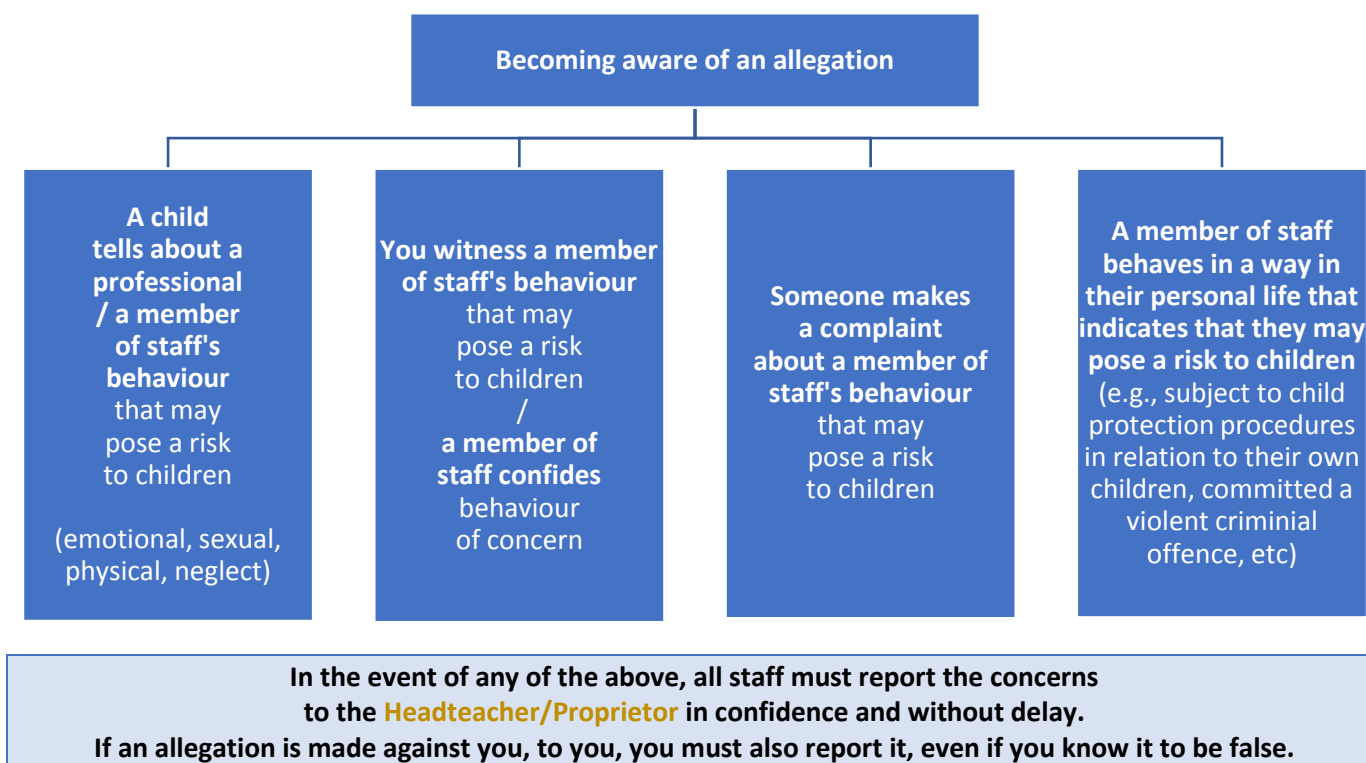 Becoming aware of an allegation
A child
tells about a
professional
/ a member
of staff's
behaviour
that may
pose a risk
to children
(emotional, sexual,
physical, neglect)
You witness a member
of staff's behaviour
that may
pose a risk
to children
/
a member of
staff confides
behaviour
of concern
Someone makes
a complaint
about a member of
staff's behaviour
that may
pose a risk
to children
A member of staff
behaves in a way in
their personal life that
indicates that they may
pose a risk to children
(e.g., subject to child
protection procedures
in relation to their own
children, committed a
violent criminial
offence, etc)
In the event of any of the above, all staff must report the concerns
to the Headteacher/Proprietor in confidence and without delay.
If an allegation is made against you, to you, you must also report it, even if you know it to be false.